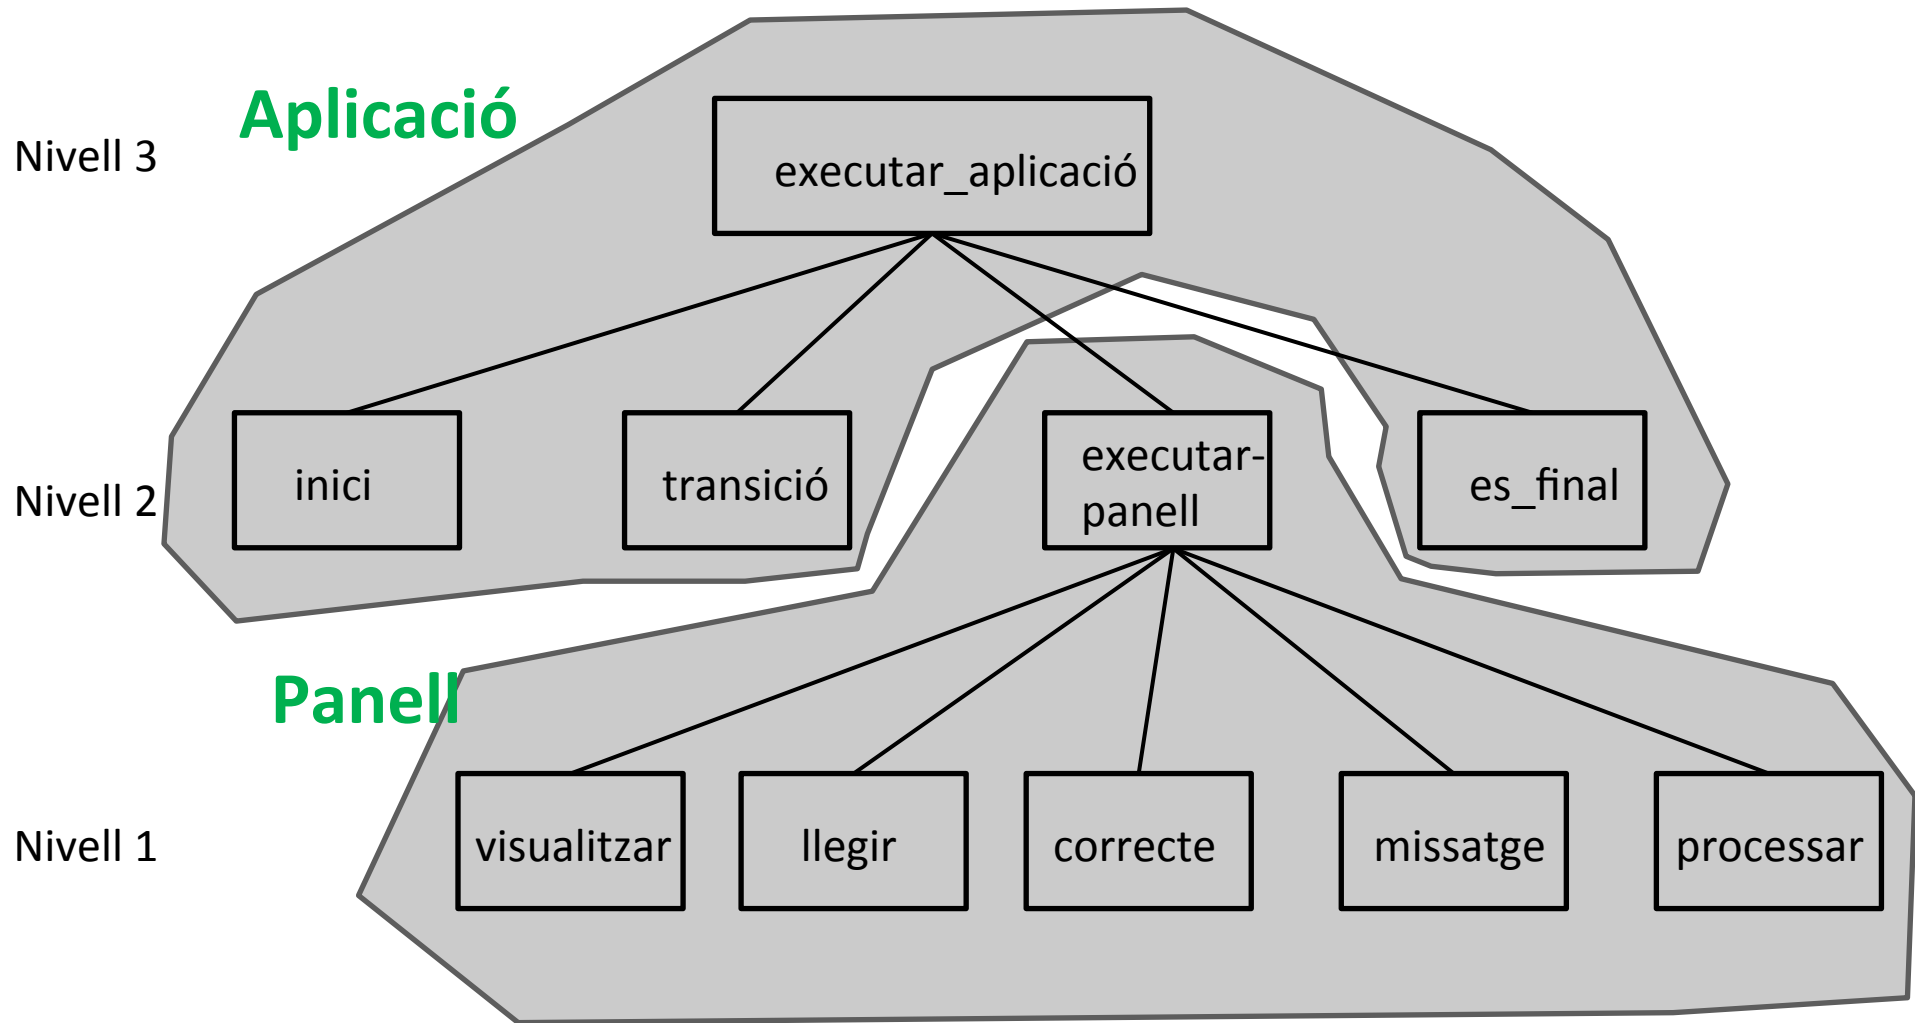 Aplicació
Nivell 3
executar_aplicació
Nivell 2
inici
transició
executar-
panell
es_final
Panell
Nivell 1
visualitzar
llegir
correcte
missatge
processar